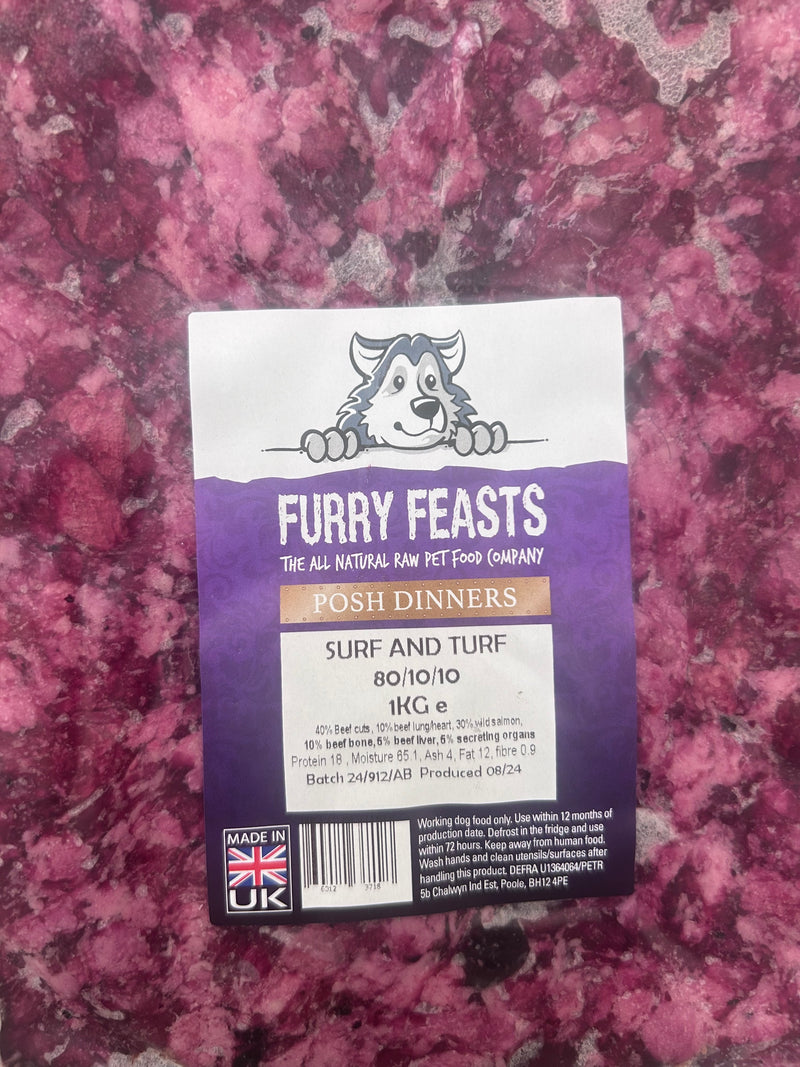 FURRY FEASTS
THE ALL NATURAL RAW PET FOOD COMPANY
POSH DINNERS
SURF AND TURF
80/10/10
1KG e
40% Beef cuts, 10% beef lung/heart, 30% wild salmon,
10% beef bone, 5% beef liver, 5% secreting organs
Protein 18 , Moisture 65.1, Ash 4, Fat 12, fibre 0.9
Batch 24/912/AB Produced 08/24
MADE IN
UK
Working dog food only. Use within 12 months of
production date. Defrost in the fridge and use
within 72 hours. Keep away from human food.
Wash hands and clean utensils/surfaces after
handling this product. DEFRA U1364064/PETR
5b Chalwyn Ind Est, Poole, BH12 4PE